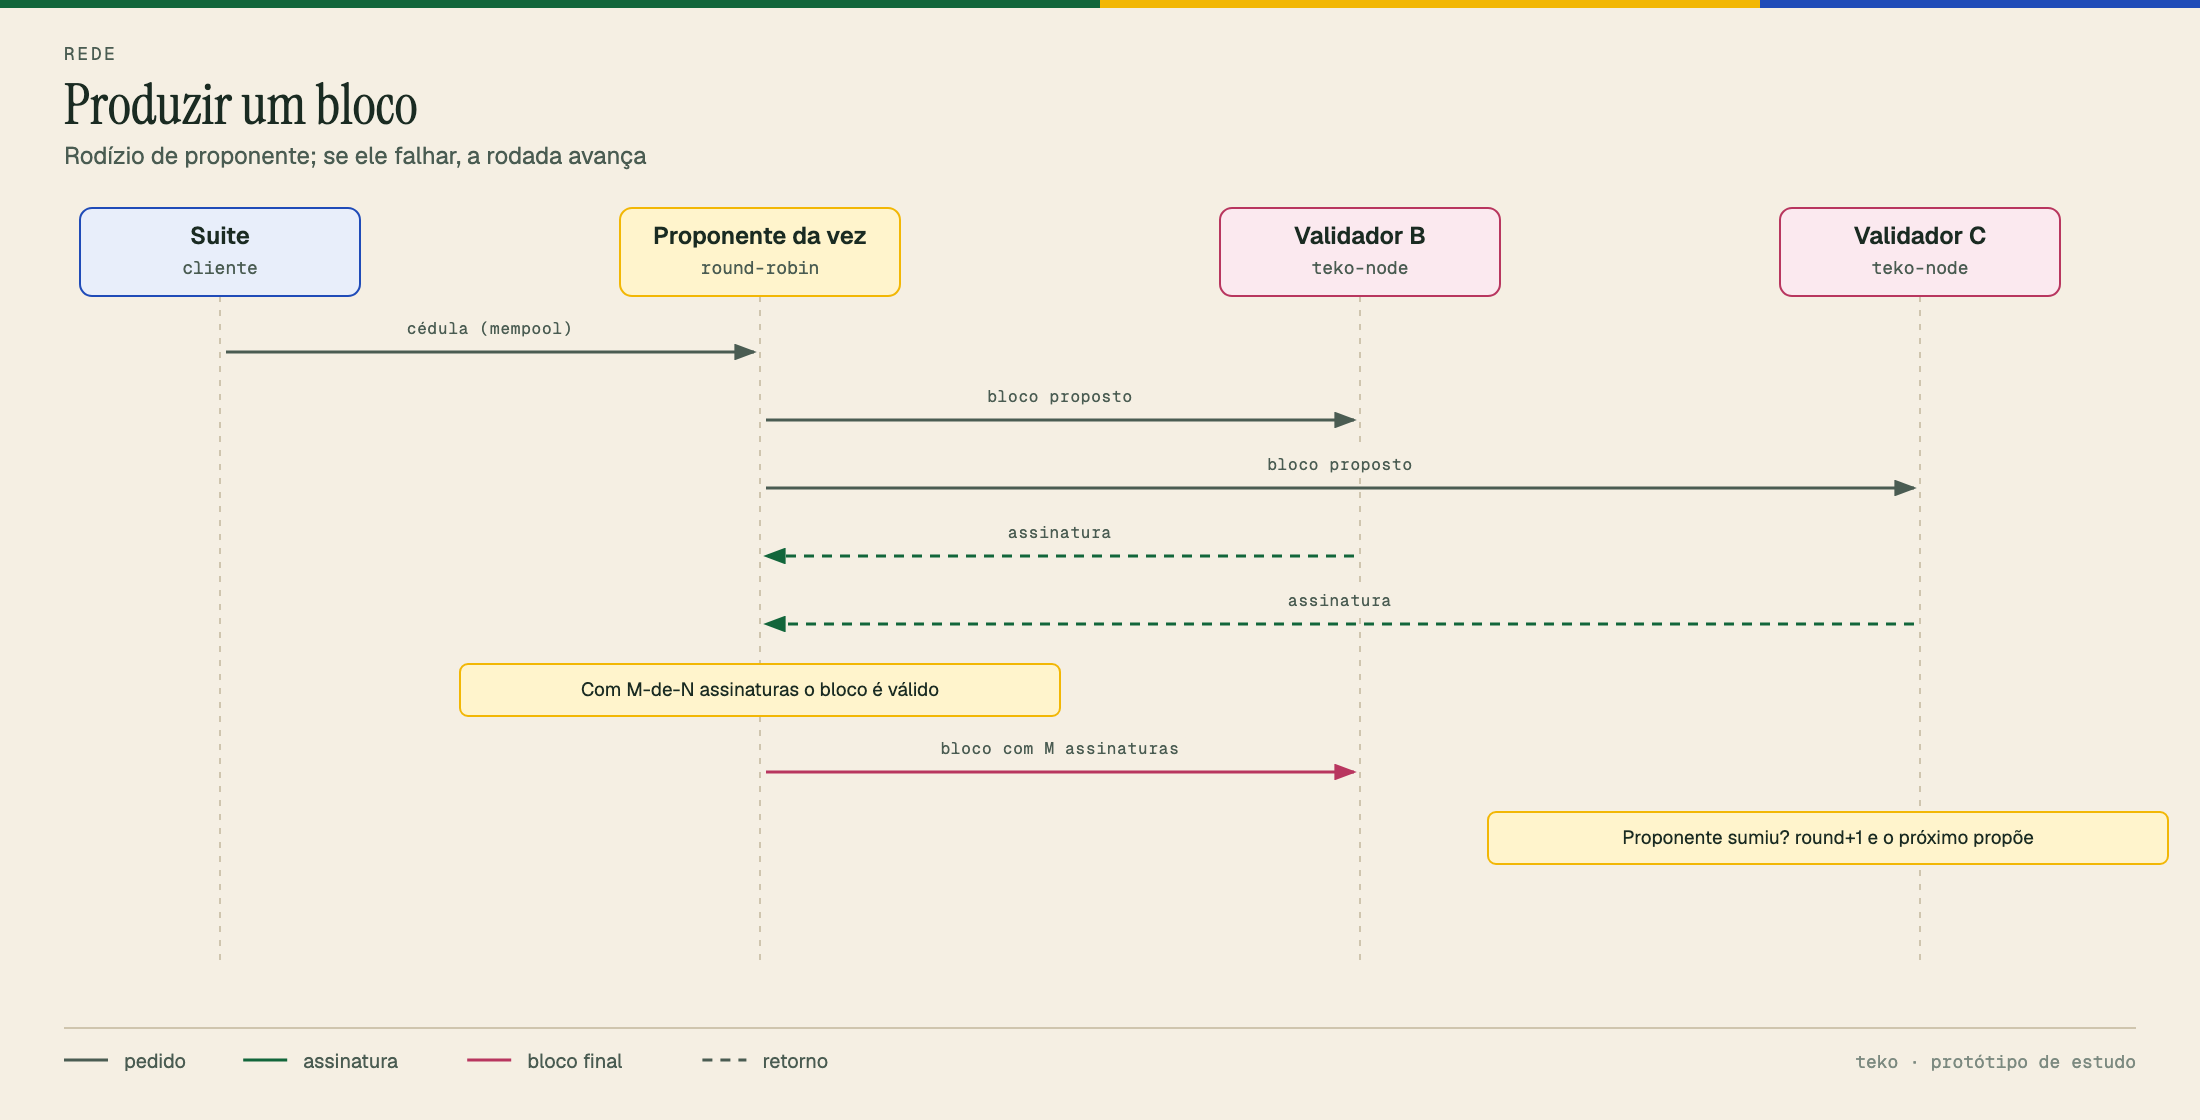 REDE
Produzir um bloco
Rodízio de proponente; se ele falhar, a rodada avança
Suite
cliente
Proponente da vez
round-robin
Validador B
teko-node
Validador C
teko-node
cédula (mempool)
bloco proposto
bloco proposto
assinatura
assinatura
Com M-de-N assinaturas o bloco é válido
bloco com M assinaturas
Proponente sumiu? round+1 e o próximo propõe
pedido
assinatura
bloco final
retorno
teko · protótipo de estudo